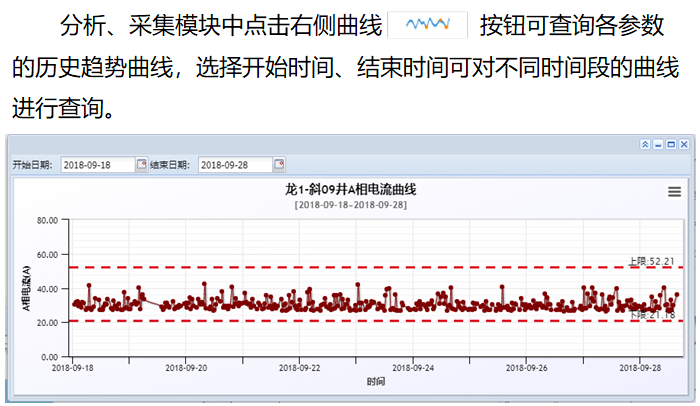 分析、采集模块中点击右侧曲线 按钮可查询各参数
的历史趋势曲线，选择开始时间、结束时间可对不同时间段的曲线
进行查询。
开始日期: 2018-09-18 结束日期: 2018-09-28
龙1-斜09井A相电流曲线
[2018-09-18~2018-09-28]
80.00
上限:52.21
60.00
40.00
下限:21.18
20.00
0.00
A相电流(A)
2018-09-18 2018-09-20 2018-09-22 2018-09-24 2018-09-26 2018-09-28
时间